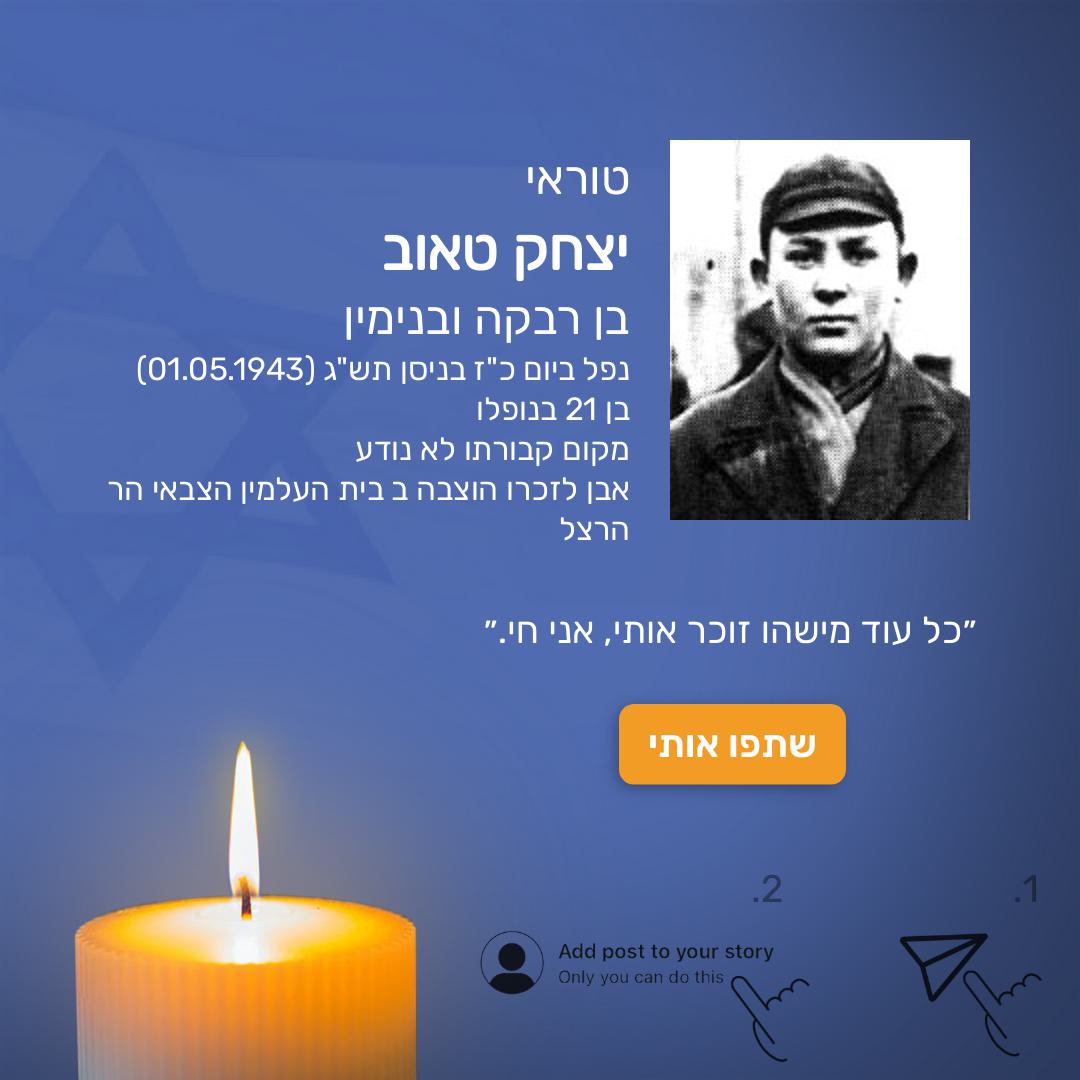 טוראי
יצחק טאוב
בן רבקה ובנימין
נפל ביום כ"ז בניסן תש"ג (01.05.1943)
בן 21 בנופלו
מקום קבורתו לא נודע
אבן לזכרו הוצבה ב בית העלמין הצבאי הר
הרצל
״כל עוד מישהו זוכר אותי, אני חי.״
שתפו אותי
.1
.2
Add post to your story
Only you can do this